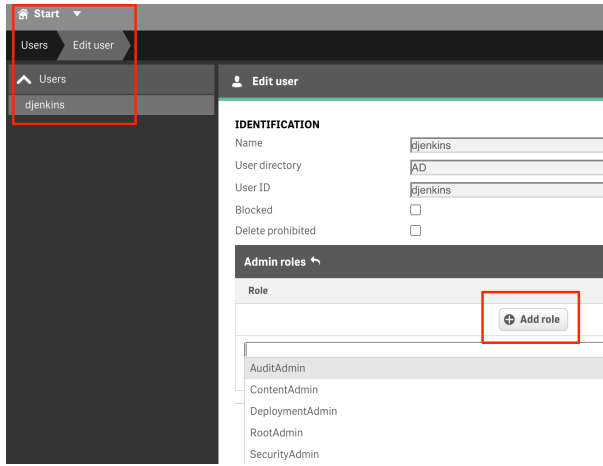 Start
Users Edit user
Users
djenkins
Edit user
IDENTIFICATION
Name djenkins
User directory AD
User ID djenkins
Blocked
Delete prohibited
Admin roles
Role
Add role
AuditAdmin
ContentAdmin
DeploymentAdmin
RootAdmin
SecurityAdmin